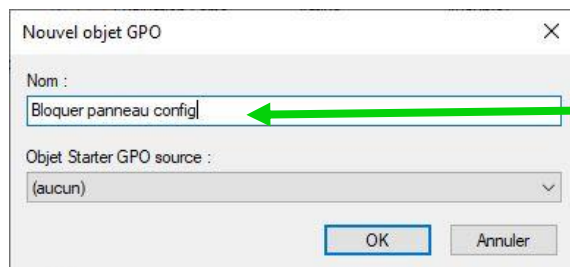 Nouvel objet GPO
Nom :
Bloquer panneau config
Objet Starter GPO source :
(aucun)
OK
Annuler